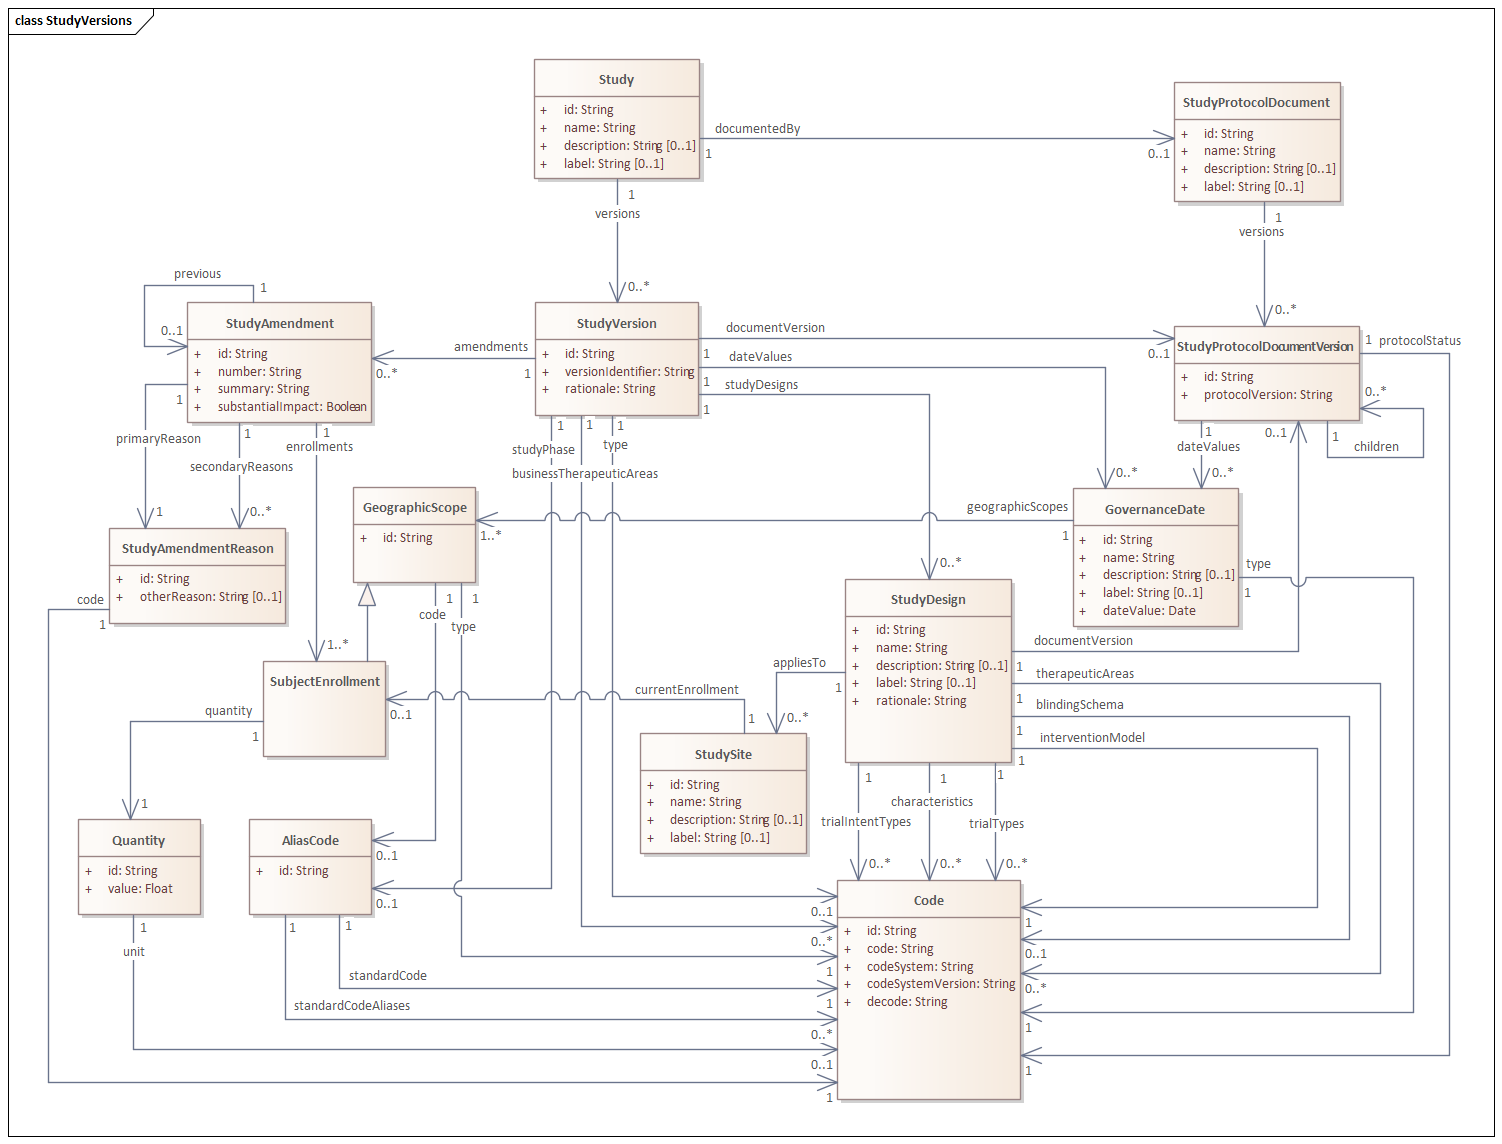 class StudyVersions
Study
+ id: String
+ name: String
+ description: String [0..1]
+ label: String [0..1]
documentedBy
1
0..1
StudyProtocolDocument
+ id: String
+ name: String
+ description: String [0..1]
+ label: String [0..1]
1
versions
0..*
1
versions
0..*
previous
1
0..1
StudyAmendment
+ id: String
+ number: String
+ summary: String
+ substantialImpact: Boolean
amendments
1
0..*
StudyVersion
+ id: String
+ versionIdentifier: String
+ rationale: String
documentVersion
1
0..1
dateValues
1
0..*
studyDesigns
1
0..*
StudyProtocolDocumentVersion
+ id: String
+ protocolVersion: String
1
protocolStatus
1
0..*
1
children
1
dateValues
0..*
0..1
1
primaryReason
1
1
secondaryReasons
0..*
1
enrollments
1..*
1
studyPhase
0..1
1
businessTherapeuticAreas
0..*
1
type
0..1
GeographicScope
+ id: String
geographicScopes
1
1..*
GovernanceDate
+ id: String
+ name: String
+ description: String [0..1]
+ label: String [0..1]
+ dateValue: Date
type
1
1
StudyAmendmentReason
+ id: String
+ otherReason: String [0..1]
code
1
1
1
code
0..1
1
type
1
StudyDesign
+ id: String
+ name: String
+ description: String [0..1]
+ label: String [0..1]
+ rationale: String
documentVersion
1
therapeuticAreas
1
0..*
blindingSchema
1
0..1
interventionModel
1
1
appliesTo
1
0..*
SubjectEnrollment
currentEnrollment
1
0..1
quantity
1
1
StudySite
+ id: String
+ name: String
+ description: String [0..1]
+ label: String [0..1]
1
trialIntentTypes
0..*
1
characteristics
0..*
1
trialTypes
0..*
Quantity
+ id: String
+ value: Float
1
unit
0..1
AliasCode
+ id: String
1
standardCode
1
1
standardCodeAliases
0..*
Code
+ id: String
+ code: String
+ codeSystem: String
+ codeSystemVersion: String
+ decode: String